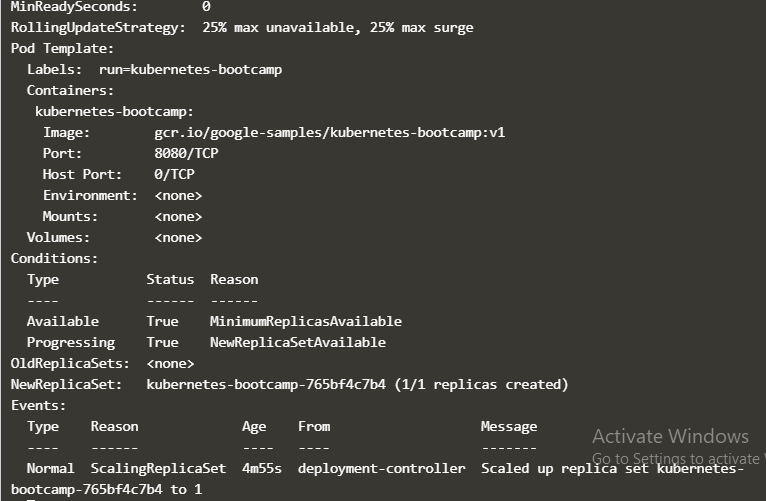 MinReadySeconds:        0
RollingUpdateStrategy:  25% max unavailable, 25% max surge
Pod Template:
  Labels:  run=kubernetes-bootcamp
  Containers:
   kubernetes-bootcamp:
    Image:        gcr.io/google-samples/kubernetes-bootcamp:v1
    Port:         8080/TCP
    Host Port:    0/TCP
    Environment:  <none>
    Mounts:       <none>
  Volumes:        <none>
Conditions:
  Type           Status  Reason
  ----           ------  ------
  Available      True    MinimumReplicasAvailable
  Progressing    True    NewReplicaSetAvailable
OldReplicaSets:  <none>
NewReplicaSet:   kubernetes-bootcamp-765bf4c7b4 (1/1 replicas created)
Events:
  Type    Reason             Age    From                   Message
  ----    ------             ----   ----                   -------
  Normal  ScalingReplicaSet  4m55s  deployment-controller  Scaled up replica set kubernetes-
bootcamp-765bf4c7b4 to 1
Activate Windows
Go to Settings to activate W